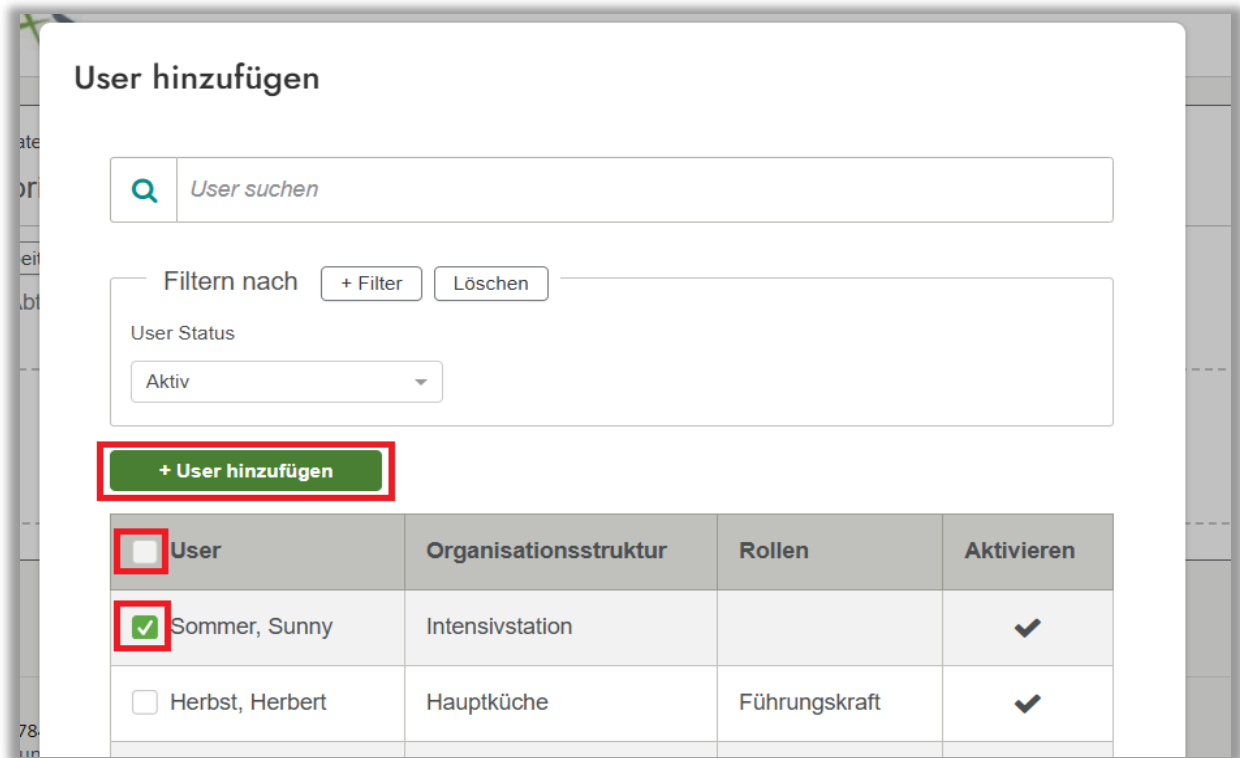 User hinzufügen
User suchen
Filtern nach + Filter Löschen
User Status
Aktiv
+ User hinzufügen
User Organisationsstruktur Rollen Aktivieren
Sommer, Sunny Intensivstation
Herbst, Herbert Hauptküche Führungskraft